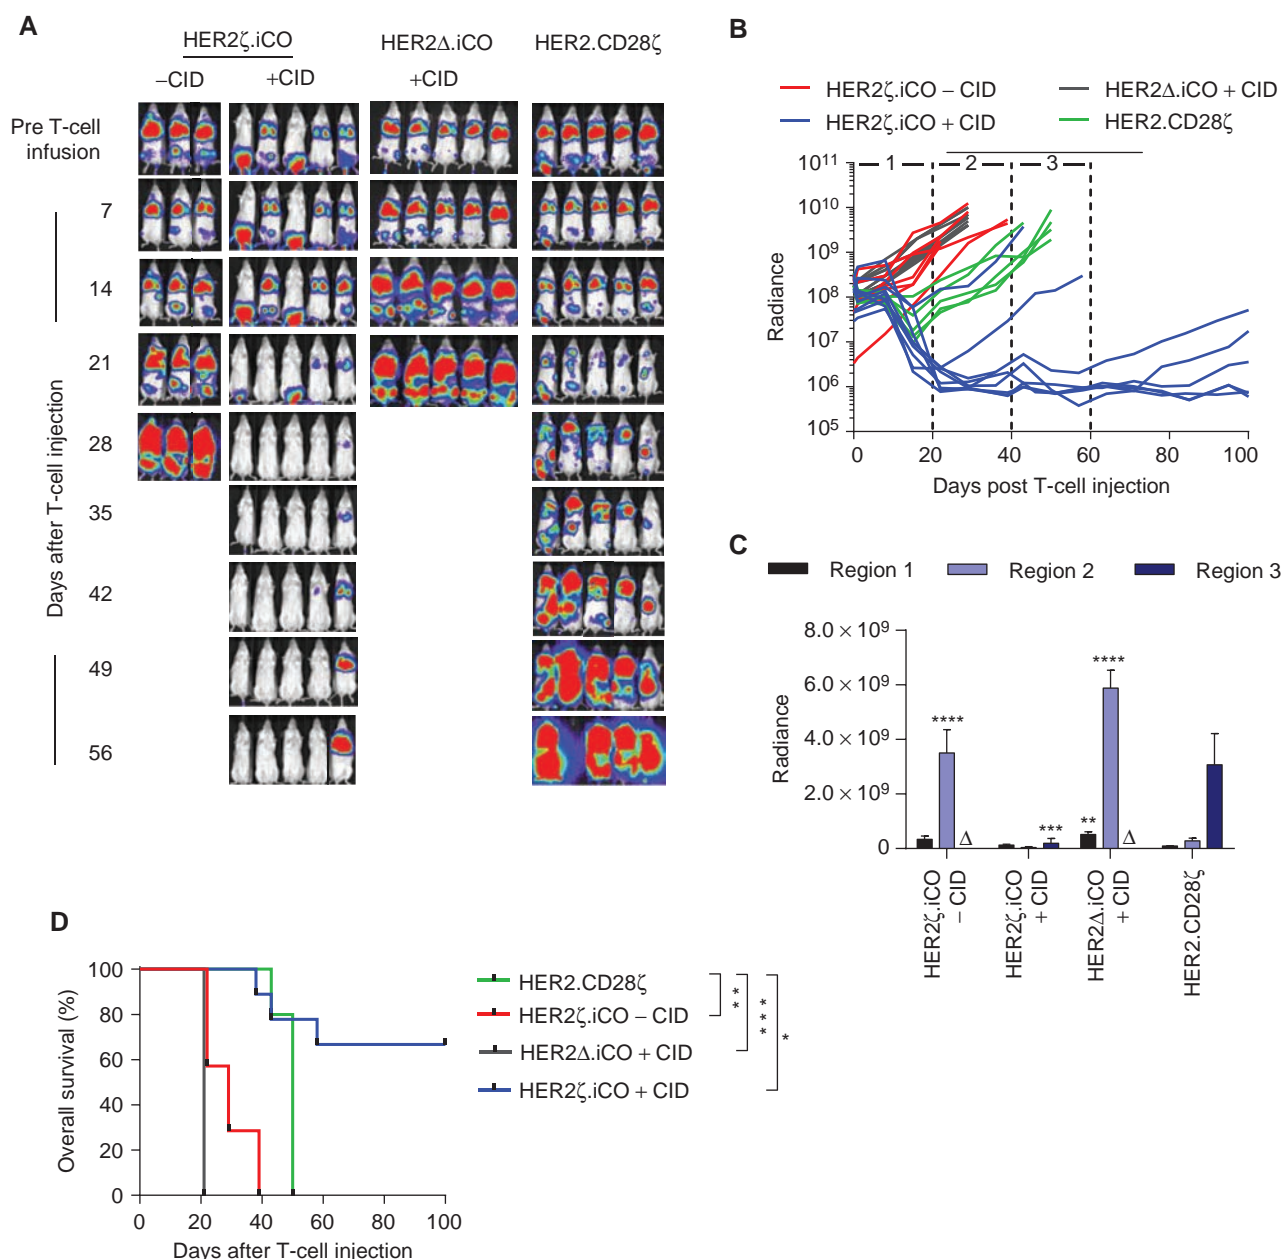 A
HER2ζ.iCO
HER2Δ.iCO
HER2.CD28ζ
−CID
+CID
+CID
Pre T-cell
infusion
7
14
21
28
35
42
49
56
Days after T-cell injection
B
HER2ζ.iCO − CID
HER2Δ.iCO + CID
HER2ζ.iCO + CID
HER2.CD28ζ
1
2
3
10¹¹
10¹⁰
10⁹
10⁸
10⁷
10⁶
10⁵
Radiance
0
20
40
60
80
100
Days post T-cell injection
C
Region 1
Region 2
Region 3
8.0 × 10⁹
6.0 × 10⁹
4.0 × 10⁹
2.0 × 10⁹
0
Radiance
****
Δ
***
**
****
Δ
HER2ζ.iCO
− CID
HER2ζ.iCO
+ CID
HER2Δ.iCO
+ CID
HER2.CD28ζ
D
100
80
60
40
20
0
Overall survival (%)
0
20
40
60
80
100
Days after T-cell injection
HER2.CD28ζ
HER2ζ.iCO − CID
HER2Δ.iCO + CID
HER2ζ.iCO + CID
**
***
*